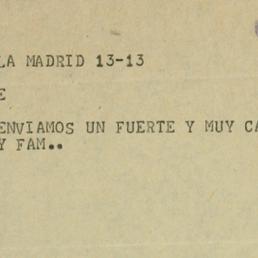 LA MADRID 13-13
E
ENVIAMOS UN FUERTE Y MUY CA
Y FAM..